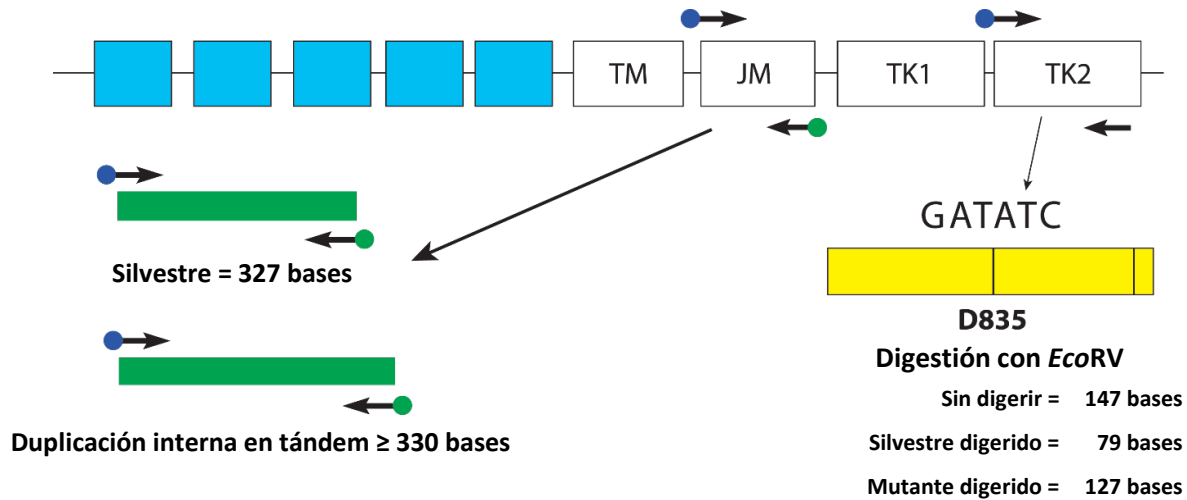 TM
JM
TK1
TK2
GATATC
Silvestre = 327 bases
D835
Digestión con EcoRV
Sin digerir = 147 bases
Duplicación interna en tándem ≥ 330 bases
Silvestre digerido = 79 bases
Mutante digerido = 127 bases